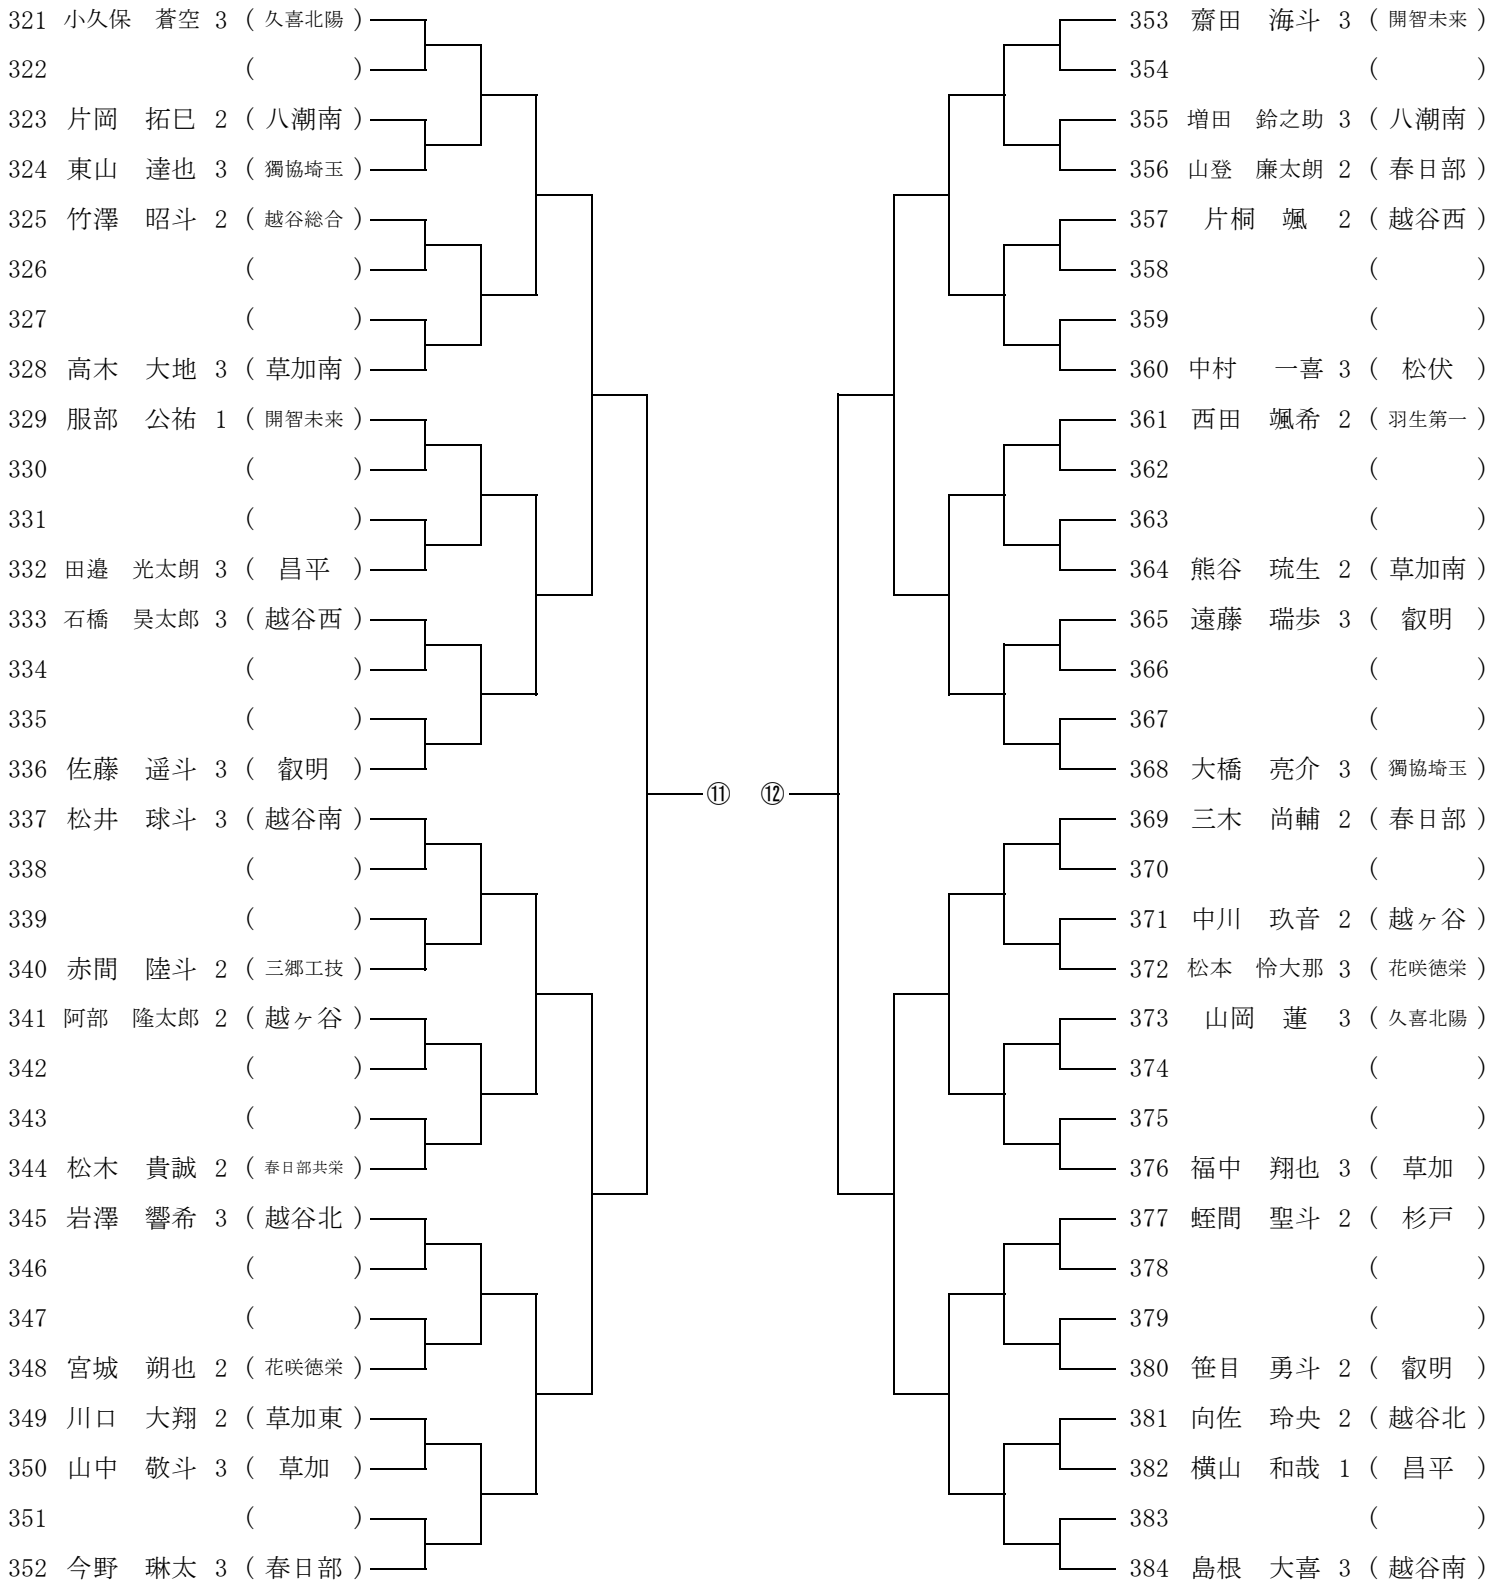 321 小久保 蒼空 3 ( 久喜北陽 )
322 ( )
323 片岡 拓巳 2 ( 八潮南 )
324 東山 達也 3 ( 獨協埼玉 )
325 竹澤 昭斗 2 ( 越谷総合 )
326 ( )
327 ( )
328 高木 大地 3 ( 草加南 )
329 服部 公祐 1 ( 開智未来 )
330 ( )
331 ( )
332 田邉 光太朗 3 ( 昌平 )
333 石橋 昊太郎 3 ( 越谷西 )
334 ( )
335 ( )
336 佐藤 遥斗 3 ( 叡明 )
337 松井 球斗 3 ( 越谷南 )
338 ( )
339 ( )
340 赤間 陸斗 2 ( 三郷工技 )
341 阿部 隆太郎 2 ( 越ヶ谷 )
342 ( )
343 ( )
344 松木 貴誠 2 ( 春日部共栄 )
345 岩澤 響希 3 ( 越谷北 )
346 ( )
347 ( )
348 宮城 朔也 2 ( 花咲徳栄 )
349 川口 大翔 2 ( 草加東 )
350 山中 敬斗 3 ( 草加 )
351 ( )
352 今野 琳太 3 ( 春日部 )
⑪ ⑫
353 齋田 海斗 3 ( 開智未来 )
354 ( )
355 増田 鈴之助 3 ( 八潮南 )
356 山登 廉太朗 2 ( 春日部 )
357 片桐 颯 2 ( 越谷西 )
358 ( )
359 ( )
360 中村 一喜 3 ( 松伏 )
361 西田 颯希 2 ( 羽生第一 )
362 ( )
363 ( )
364 熊谷 琉生 2 ( 草加南 )
365 遠藤 瑞歩 3 ( 叡明 )
366 ( )
367 ( )
368 大橋 亮介 3 ( 獨協埼玉 )
369 三木 尚輔 2 ( 春日部 )
370 ( )
371 中川 玖音 2 ( 越ヶ谷 )
372 松本 怜大那 3 ( 花咲徳栄 )
373 山岡 蓮 3 ( 久喜北陽 )
374 ( )
375 ( )
376 福中 翔也 3 ( 草加 )
377 蛭間 聖斗 2 ( 杉戸 )
378 ( )
379 ( )
380 笹目 勇斗 2 ( 叡明 )
381 向佐 玲央 2 ( 越谷北 )
382 横山 和哉 1 ( 昌平 )
383 ( )
384 島根 大喜 3 ( 越谷南 )